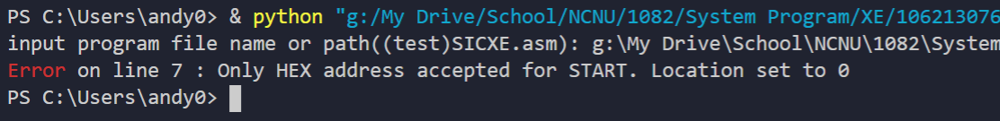 PS C:\Users\andy0> & python "g:/My Drive/School/NCNU/1082/System Program/XE/106213076
input program file name or path((test)SICXE.asm): g:\My Drive\School\NCNU\1082\System
Error on line 7 : Only HEX address accepted for START. Location set to 0
PS C:\Users\andy0>